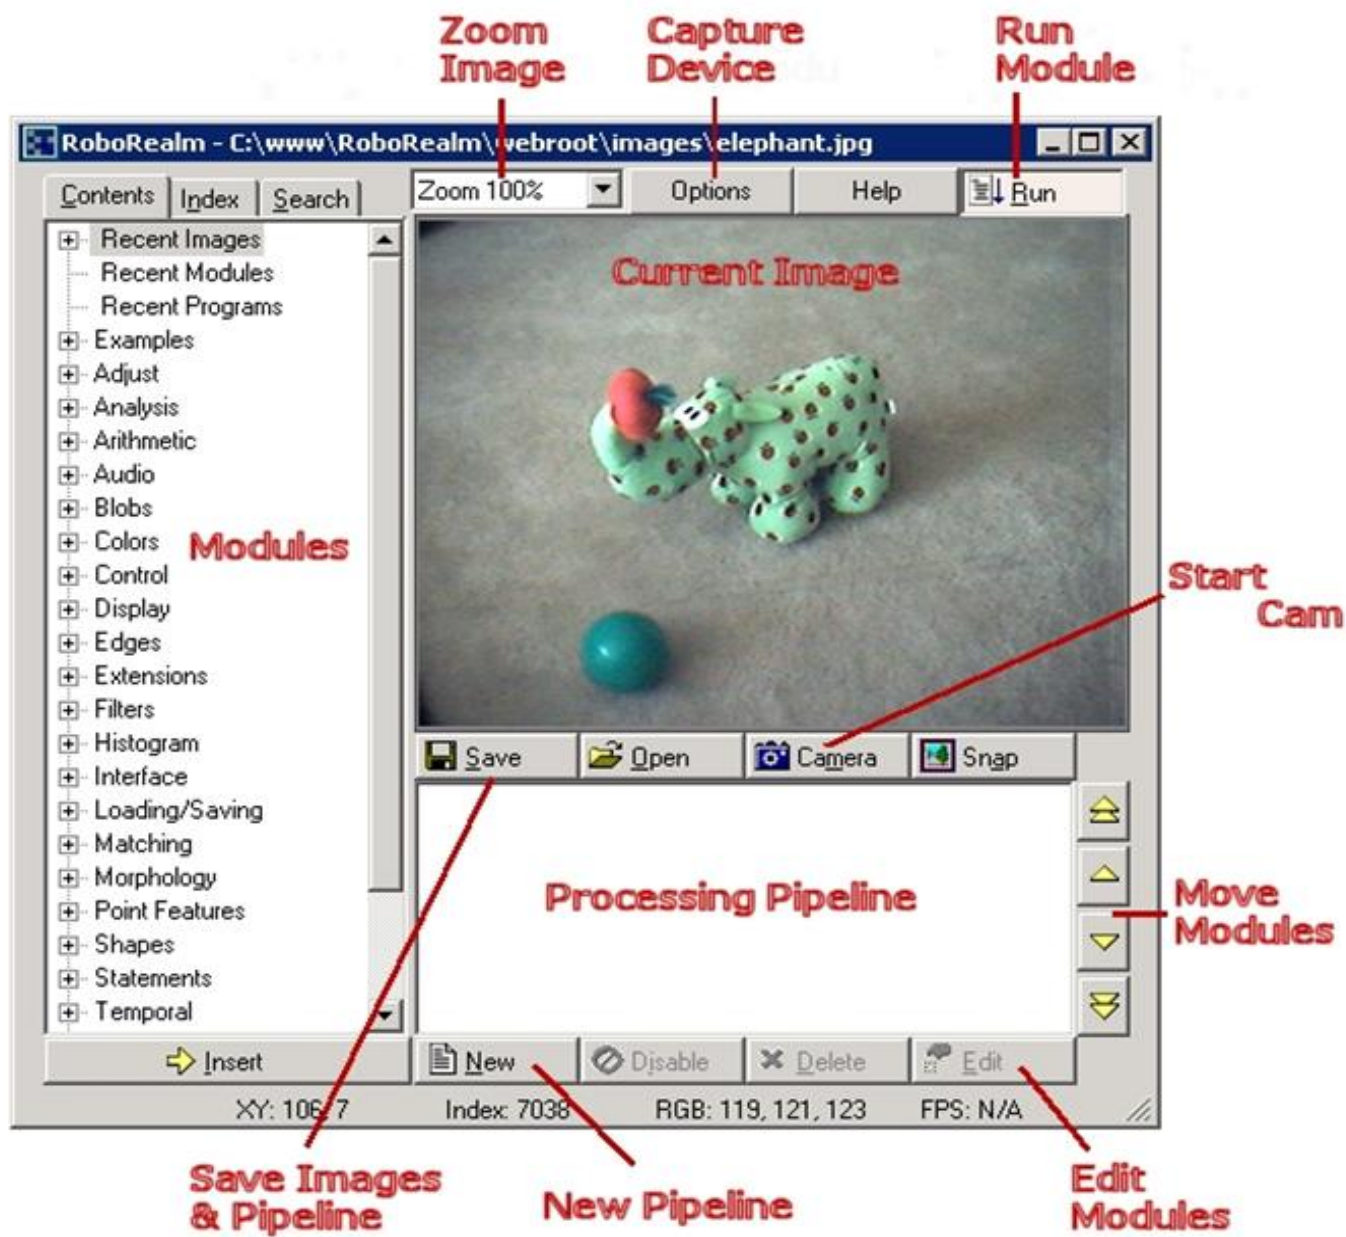 Zoom
Image
Capture
Device
Run
Module
RoboRealm - C:\www\RoboRealm\webroot\images\elephant.jpg
Contents
Index
Search
Zoom 100%
Options
Help
Run
Recent Images
Recent Modules
Recent Programs
Examples
Adjust
Analysis
Arithmetic
Audio
Blobs
Colors
Control
Display
Edges
Extensions
Filters
Histogram
Interface
Loading/Saving
Matching
Morphology
Point Features
Shapes
Statements
Temporal
Modules
Current Image
Start
Cam
Save
Open
Camera
Snap
Processing Pipeline
Move
Modules
Insert
New
Disable
Delete
Edit
XY: 106, 7
Index: 7038
RGB: 119, 121, 123
FPS: N/A
Save Images
& Pipeline
New Pipeline
Edit
Modules